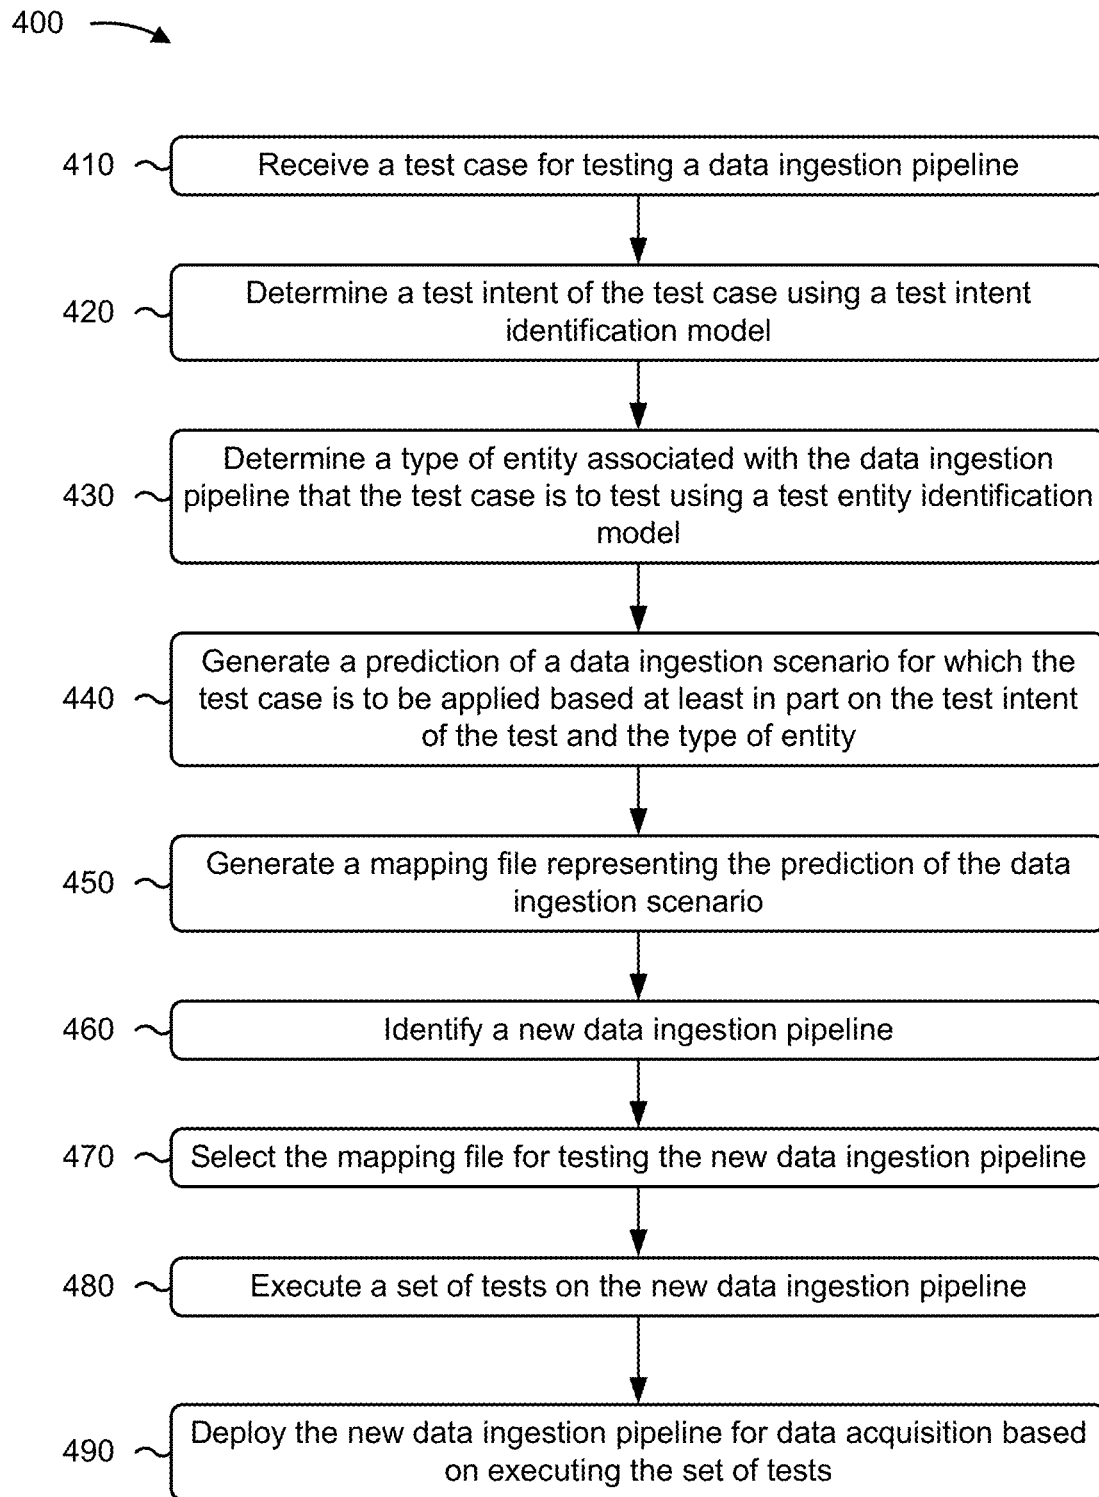 400
410
Receive a test case for testing a data ingestion pipeline
420
Determine a test intent of the test case using a test intent
identification model
430
Determine a type of entity associated with the data ingestion
pipeline that the test case is to test using a test entity identification
model
440
Generate a prediction of a data ingestion scenario for which the
test case is to be applied based at least in part on the test intent
of the test and the type of entity
450
Generate a mapping file representing the prediction of the data
ingestion scenario
460
Identify a new data ingestion pipeline
470
Select the mapping file for testing the new data ingestion pipeline
480
Execute a set of tests on the new data ingestion pipeline
490
Deploy the new data ingestion pipeline for data acquisition based
on executing the set of tests